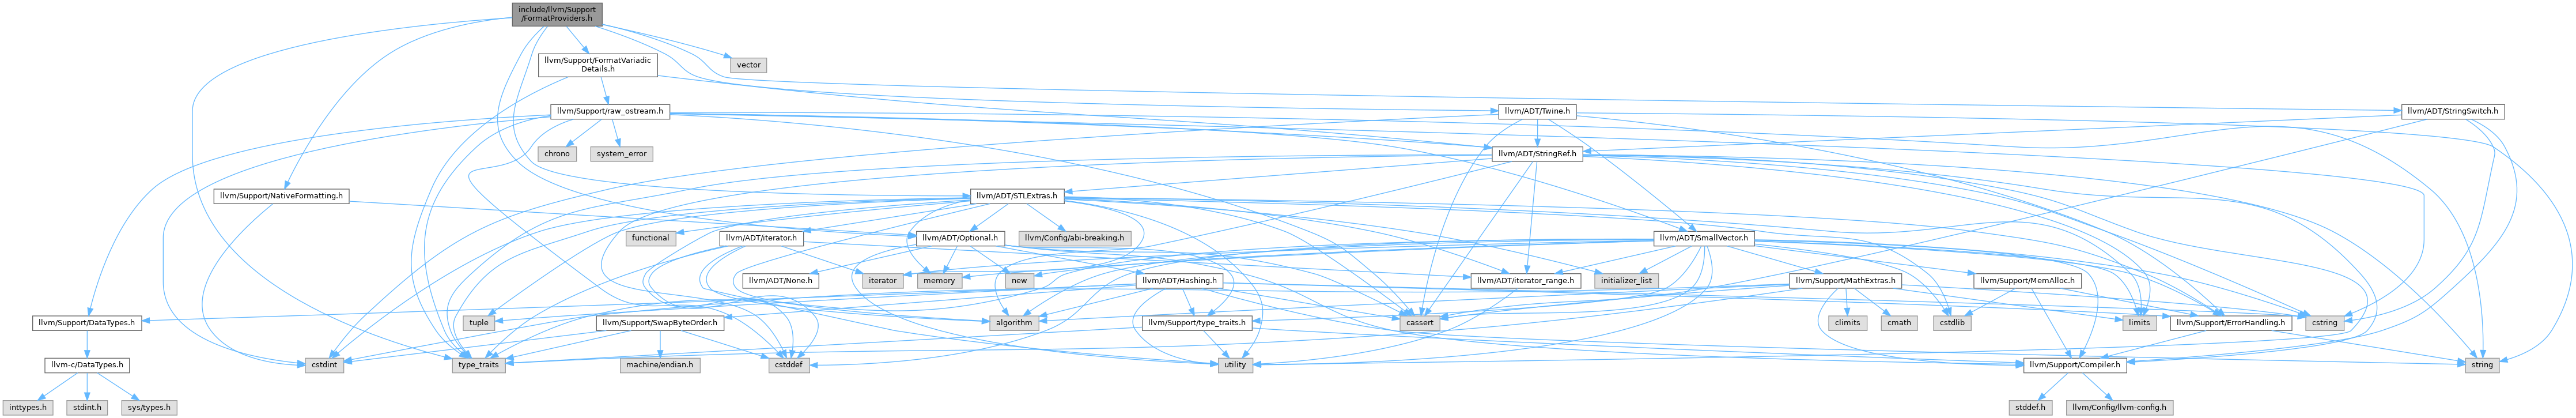 include/llvm/Support
/FormatProviders.h
llvm/Support/FormatVariadic
Details.h
vector
llvm/Support/raw_ostream.h
llvm/ADT/Twine.h
llvm/ADT/StringSwitch.h
chrono
system_error
llvm/ADT/StringRef.h
llvm/Support/NativeFormatting.h
llvm/ADT/STLExtras.h
functional
llvm/ADT/iterator.h
llvm/ADT/Optional.h
llvm/Config/abi-breaking.h
llvm/ADT/SmallVector.h
llvm/ADT/None.h
iterator
memory
new
llvm/ADT/Hashing.h
llvm/ADT/iterator_range.h
initializer_list
llvm/Support/MathExtras.h
llvm/Support/MemAlloc.h
llvm/Support/DataTypes.h
tuple
llvm/Support/SwapByteOrder.h
algorithm
llvm/Support/type_traits.h
cassert
climits
cmath
cstdlib
limits
llvm/Support/ErrorHandling.h
cstring
llvm-c/DataTypes.h
cstdint
type_traits
machine/endian.h
cstddef
utility
llvm/Support/Compiler.h
string
inttypes.h
stdint.h
sys/types.h
stddef.h
llvm/Config/llvm-config.h